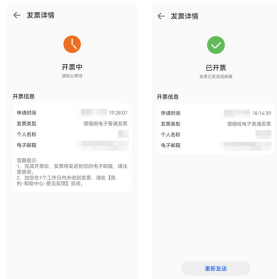 ← 发票详情
开票中
请耐心等待
开票信息
申请时间 19:28:07
发票类型 增值税电子普通发票
个人名称
电子邮箱
温馨提示:
1、完成开票后，发票将发送到您的电子邮箱，请注意查收。
2、如您在1个工作日内未收到发票，请在【我的-帮助中心-意见反馈】咨询。
← 发票详情
已开票
发票已发送至邮箱
开票信息
申请时间 18:14:39
发票类型 增值税电子普通发票
个人名称
电子邮箱
重新发送